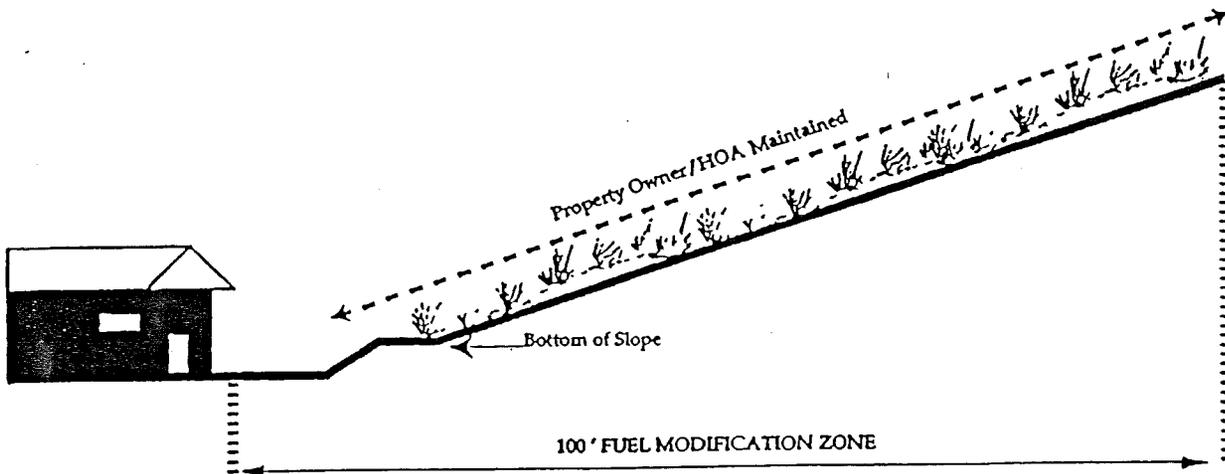 Property Owner/HOA Maintained
Bottom of Slope
100' FUEL MODIFICATION ZONE